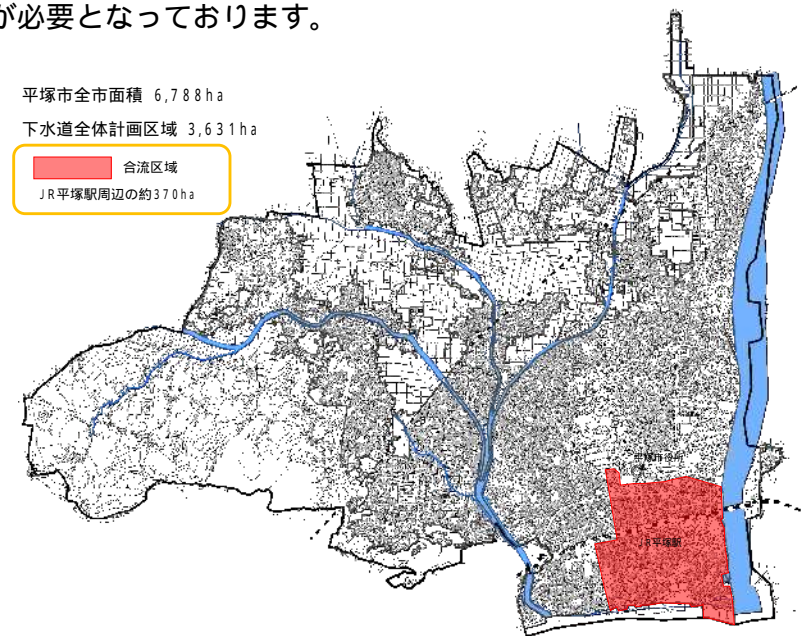 が必要となっております。
平塚市全市面積 6,788ha
下水道全体計画区域 3,631ha
合流区域
JR平塚駅周辺の約370ha
平塚市役所
JR平塚駅